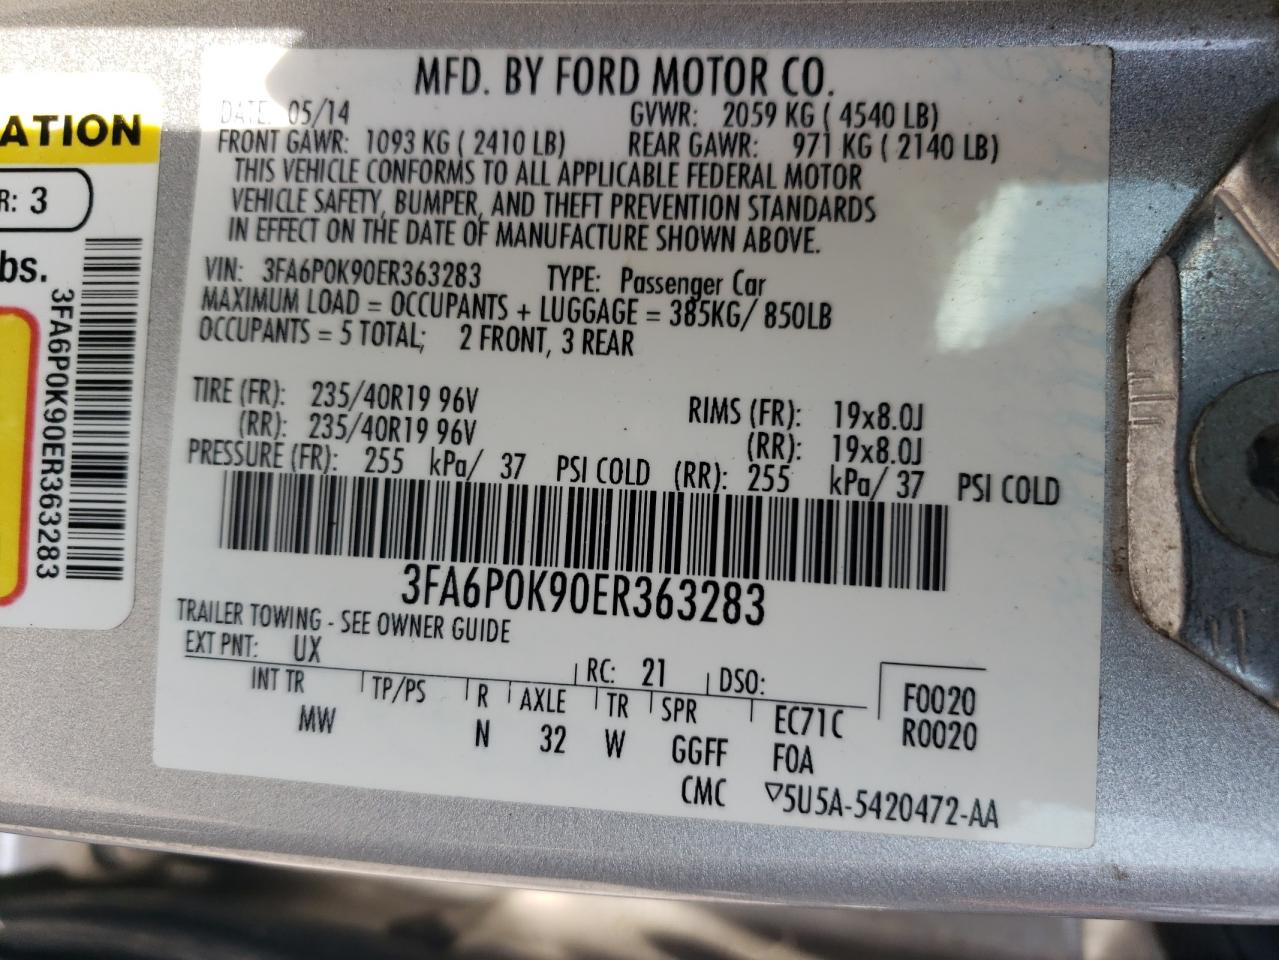 ATION
R: 3
bs.
3FA6P0K90ER363283
MFD. BY FORD MOTOR CO.
DATE: 05/14 GVWR: 2059 KG ( 4540 LB)
FRONT GAWR: 1093 KG ( 2410 LB) REAR GAWR: 971 KG ( 2140 LB)
THIS VEHICLE CONFORMS TO ALL APPLICABLE FEDERAL MOTOR
VEHICLE SAFETY, BUMPER, AND THEFT PREVENTION STANDARDS
IN EFFECT ON THE DATE OF MANUFACTURE SHOWN ABOVE.
VIN: 3FA6P0K90ER363283 TYPE: Passenger Car
MAXIMUM LOAD = OCCUPANTS + LUGGAGE = 385KG/ 850LB
OCCUPANTS = 5 TOTAL; 2 FRONT, 3 REAR
TIRE (FR): 235/40R19 96V RIMS (FR): 19x8.0J
(RR): 235/40R19 96V (RR): 19x8.0J
PRESSURE (FR): 255 kPa/ 37 PSI COLD (RR): 255 kPa/ 37 PSI COLD
3FA6P0K90ER363283
TRAILER TOWING - SEE OWNER GUIDE
EXT PNT: UX RC: 21 DSO: F0020
INT TR TP/PS R AXLE TR SPR EC71C R0020
MW N 32 W GGFF F0A
CMC ▽5U5A-5420472-AA